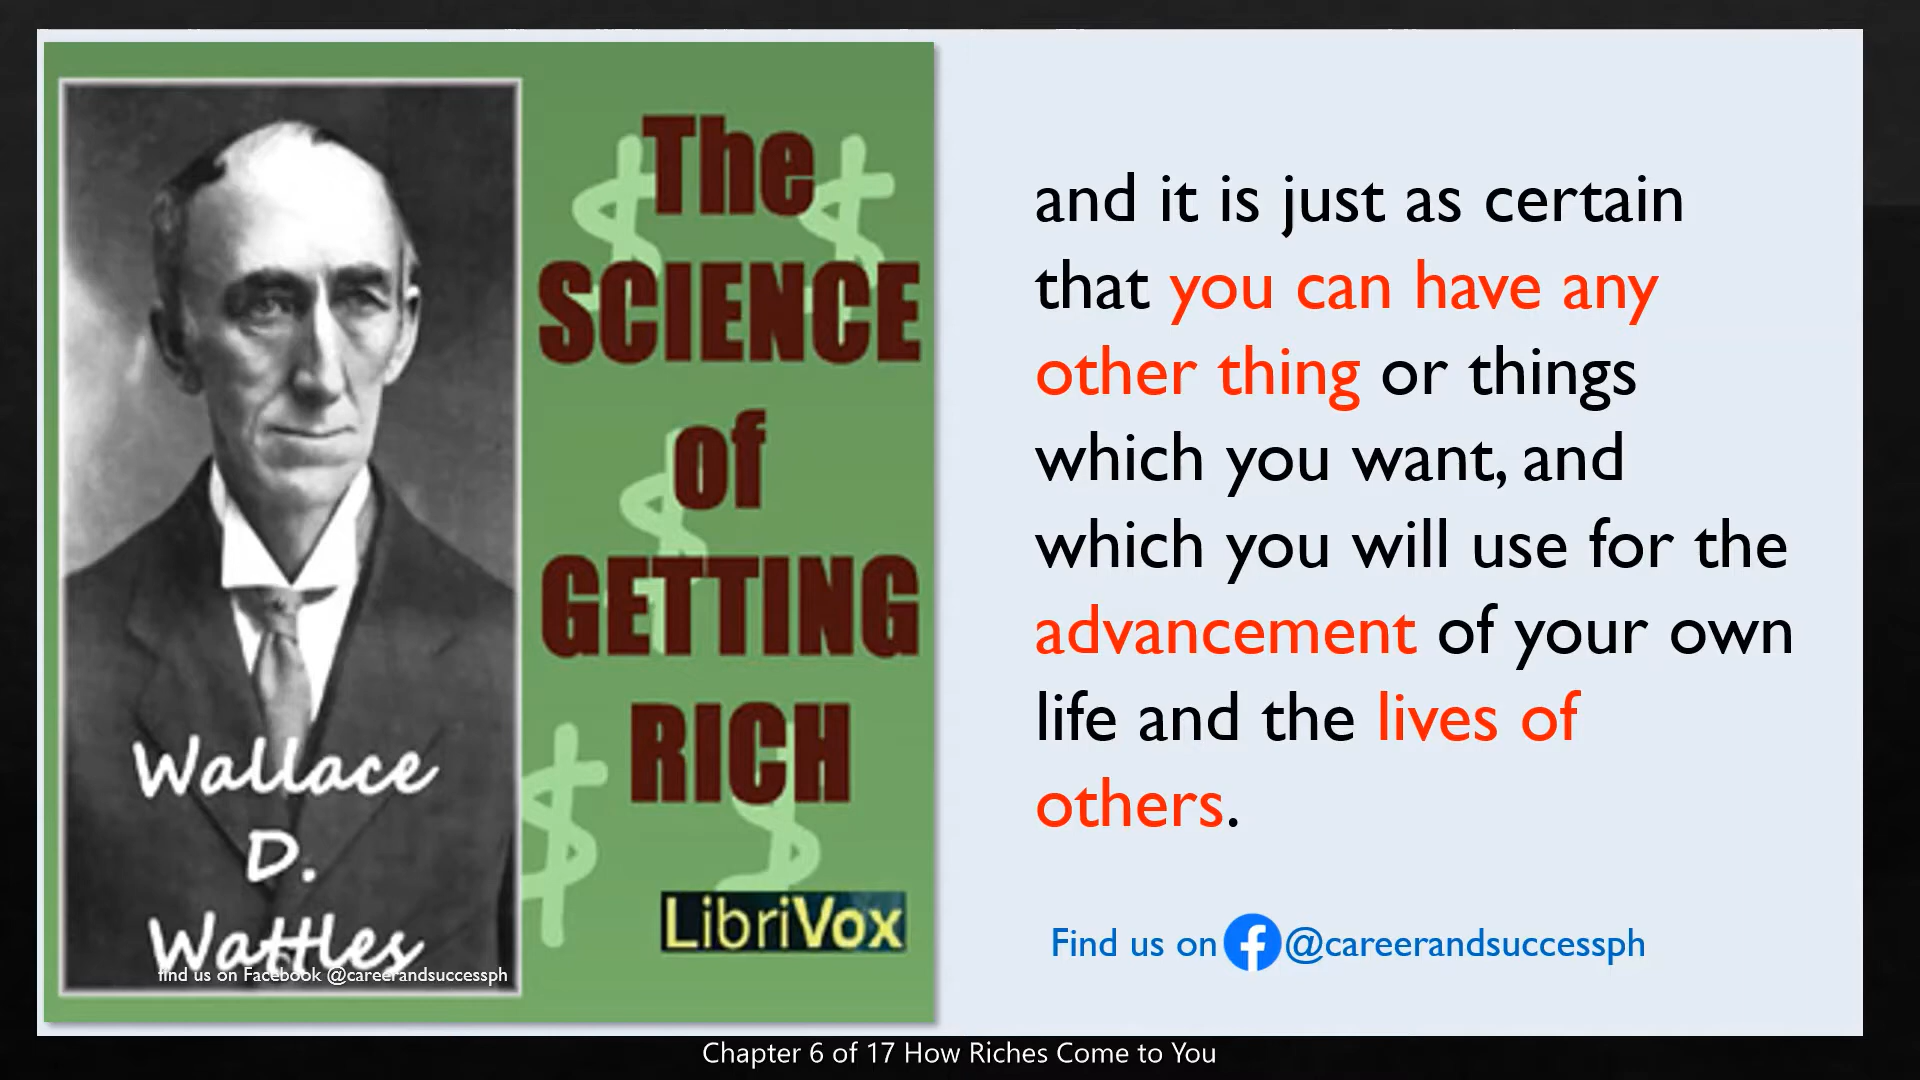 The
SCIENCE
of
GETTING
RICH
Wallace
D.
Wattles
find us on Facebook @careerandsuccessph
LibriVox
and it is just as certain
that you can have any
other thing or things
which you want, and
which you will use for the
advancement of your own
life and the lives of
others.
Find us on @careerandsuccessph
Chapter 6 of 17 How Riches Come to You